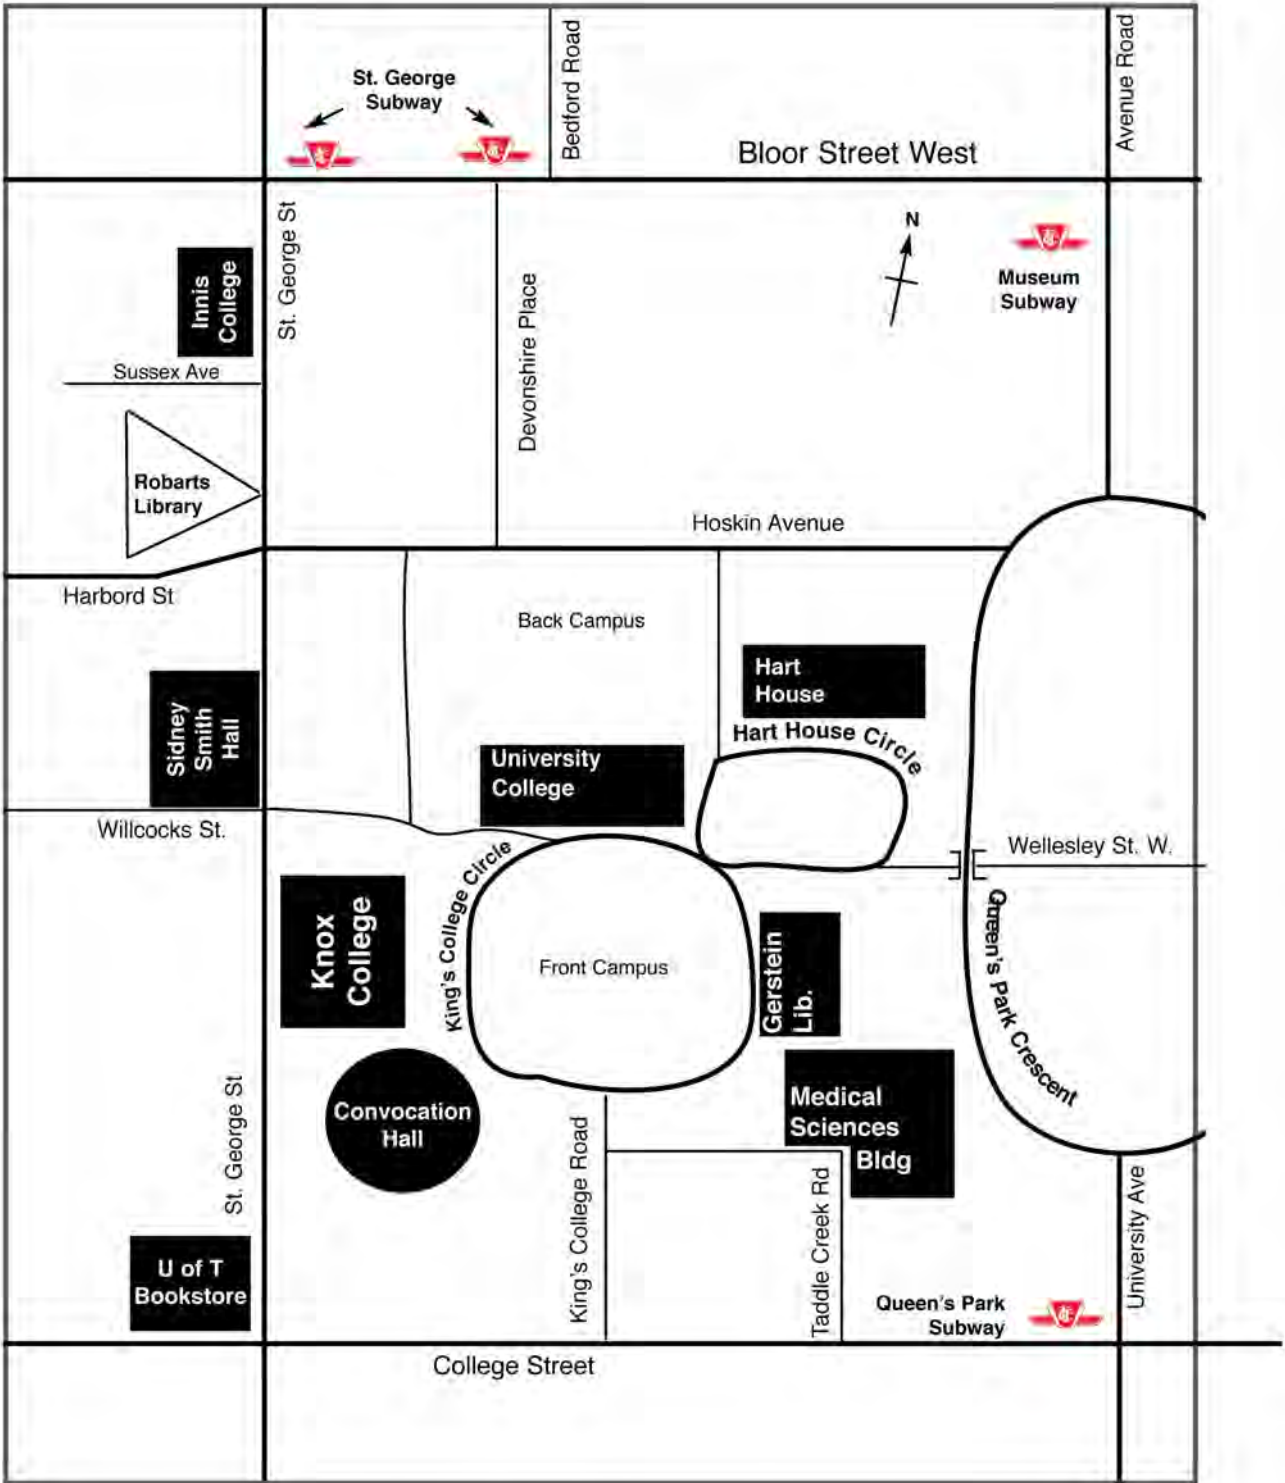 St. George
Subway
Bedford Road
Avenue Road
Bloor Street West
St. George St
N
Museum
Subway
Innis
College
Devonshire Place
Sussex Ave
Robarts
Library
Hoskin Avenue
Harbord St
Back Campus
Hart
House
Hart House Circle
Sidney
Smith
Hall
University
College
Willcocks St.
Wellesley St. W.
King's College Circle
Knox
College
Front Campus
Gerstein
Lib.
Queen's Park Crescent
Convocation
Hall
Medical
Sciences
Bldg
St. George St
King's College Road
Taddle Creek Rd
University Ave
U of T
Bookstore
Queen's Park
Subway
College Street